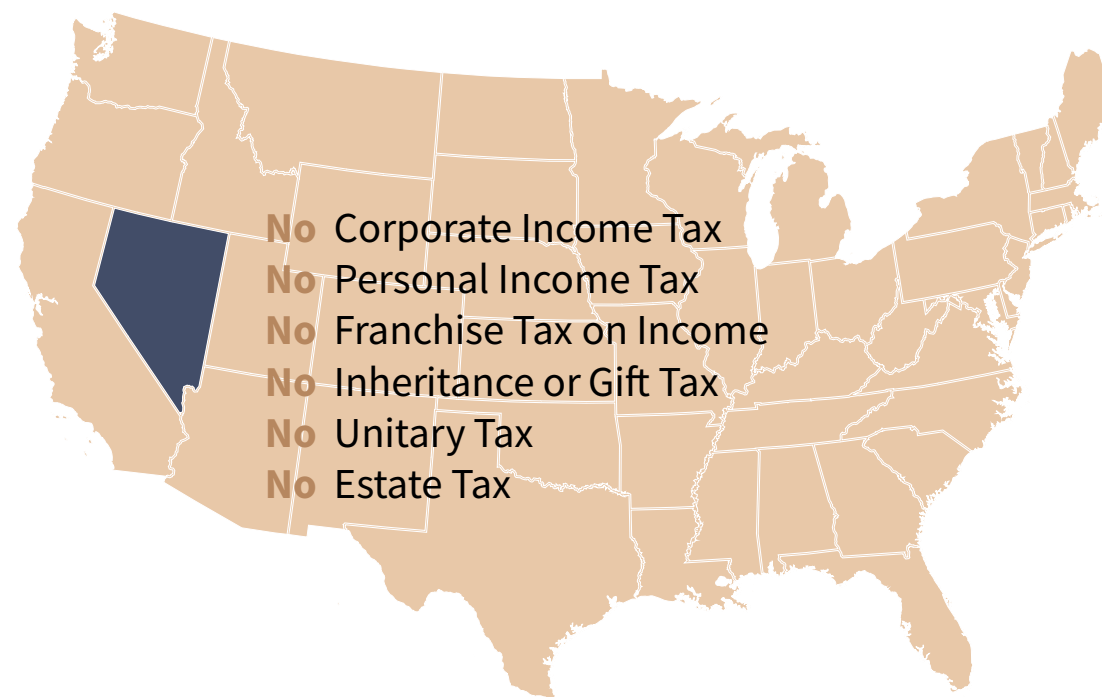 No Corporate Income Tax
No Personal Income Tax
No Franchise Tax on Income
No Inheritance or Gift Tax
No Unitary Tax
No Estate Tax